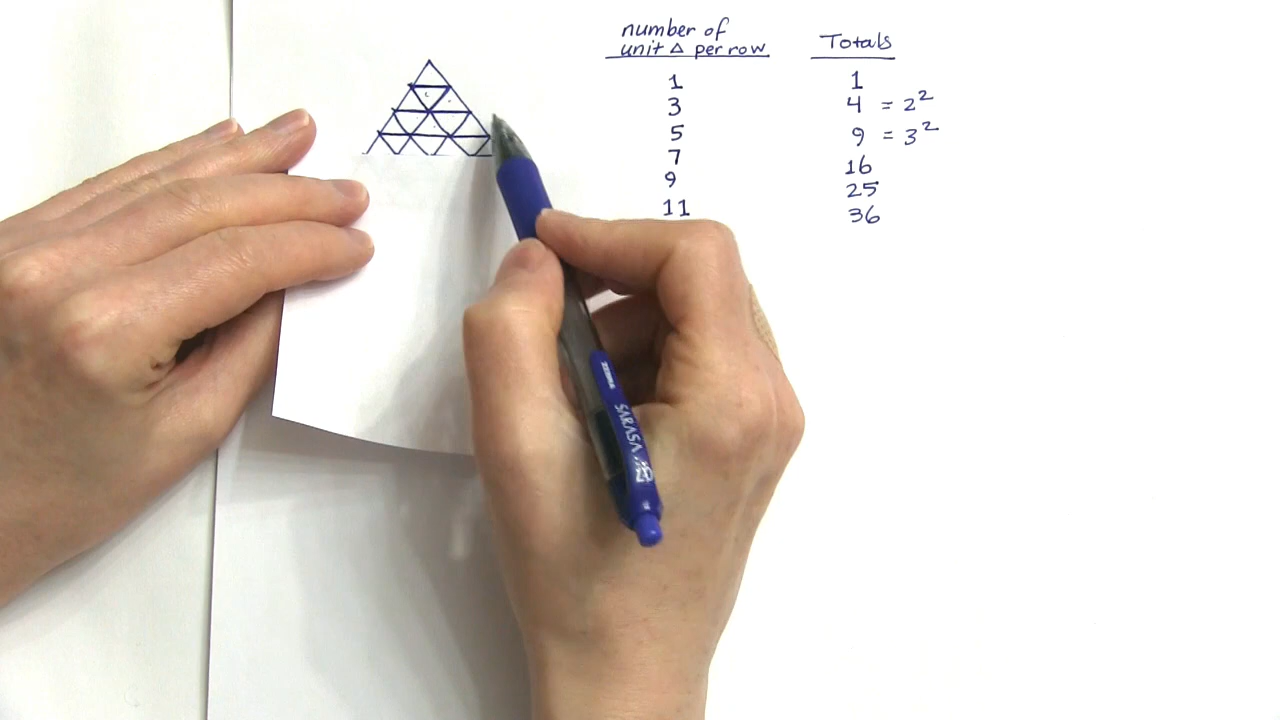 number of
unit △ per row
Totals
1 1
3 4 = 2²
5 9 = 3²
7 16
9 25
11 36
ZEBRA SARASA